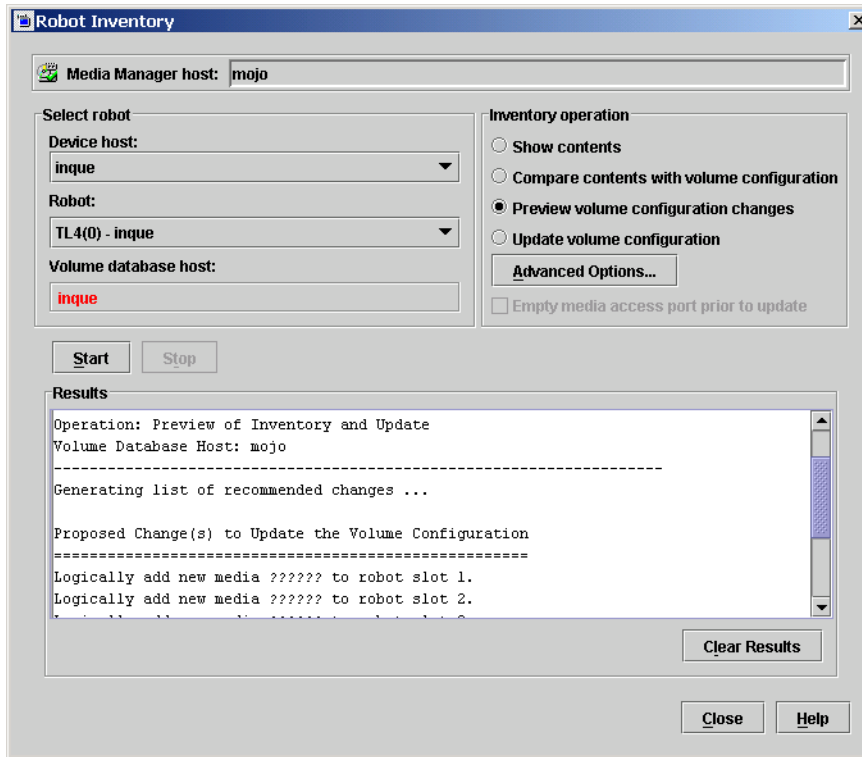 Robot Inventory
Media Manager host: mojo
Select robot
Device host:
inque
Robot:
TL4(0) - inque
Volume database host:
inque
Inventory operation
Show contents
Compare contents with volume configuration
Preview volume configuration changes
Update volume configuration
Advanced Options...
Empty media access port prior to update
Start Stop
Results
Operation: Preview of Inventory and Update
Volume Database Host: mojo
--------------------------------------------------------------------
Generating list of recommended changes ...
Proposed Change(s) to Update the Volume Configuration
=====================================================
Logically add new media ?????? to robot slot 1.
Logically add new media ?????? to robot slot 2.
Clear Results
Close Help